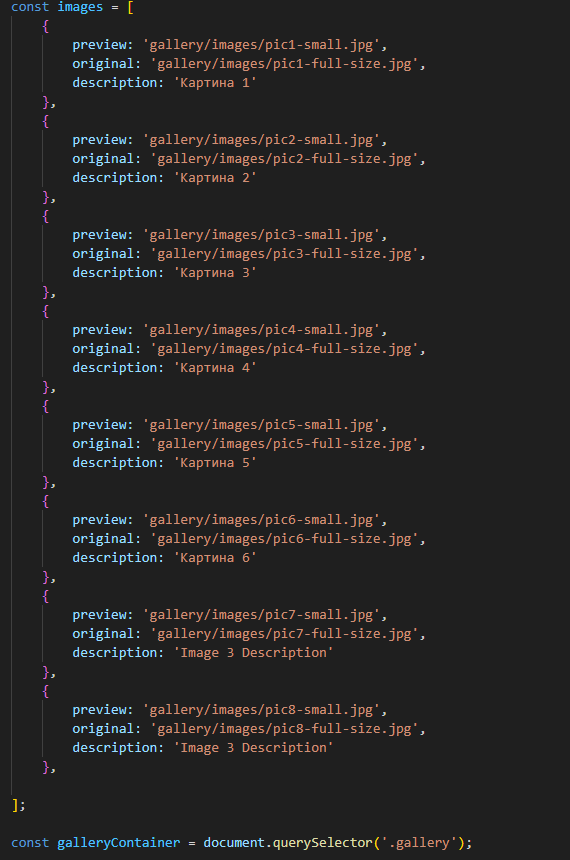 const images = [
    {
        preview: 'gallery/images/pic1-small.jpg',
        original: 'gallery/images/pic1-full-size.jpg',
        description: 'Картина 1'
    },
    {
        preview: 'gallery/images/pic2-small.jpg',
        original: 'gallery/images/pic2-full-size.jpg',
        description: 'Картина 2'
    },
    {
        preview: 'gallery/images/pic3-small.jpg',
        original: 'gallery/images/pic3-full-size.jpg',
        description: 'Картина 3'
    },
    {
        preview: 'gallery/images/pic4-small.jpg',
        original: 'gallery/images/pic4-full-size.jpg',
        description: 'Картина 4'
    },
    {
        preview: 'gallery/images/pic5-small.jpg',
        original: 'gallery/images/pic5-full-size.jpg',
        description: 'Картина 5'
    },
    {
        preview: 'gallery/images/pic6-small.jpg',
        original: 'gallery/images/pic6-full-size.jpg',
        description: 'Картина 6'
    },
    {
        preview: 'gallery/images/pic7-small.jpg',
        original: 'gallery/images/pic7-full-size.jpg',
        description: 'Image 3 Description'
    },
    {
        preview: 'gallery/images/pic8-small.jpg',
        original: 'gallery/images/pic8-full-size.jpg',
        description: 'Image 3 Description'
    },

];

const galleryContainer = document.querySelector('.gallery');